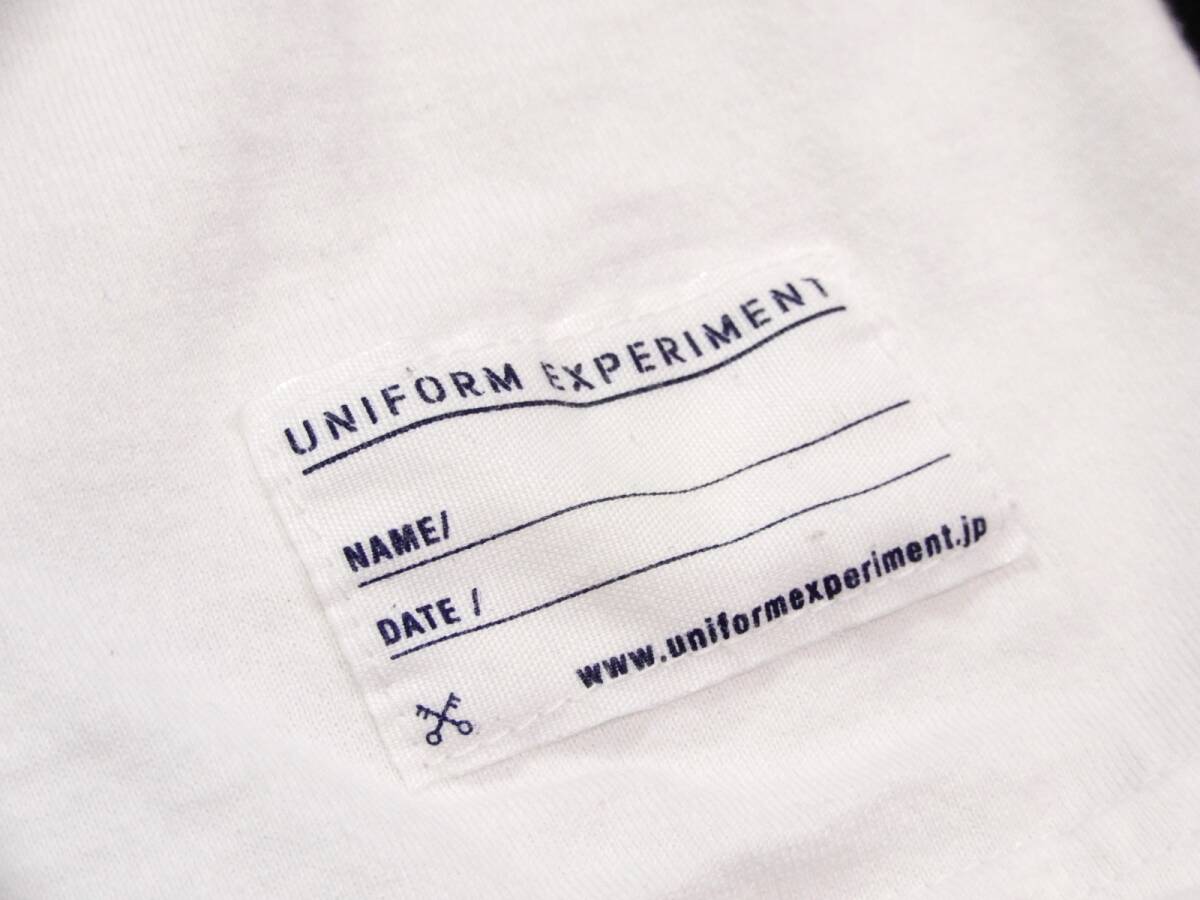 UNIFORM EXPERIMENT
NAME/
DATE /
www.uniformexperiment.jp